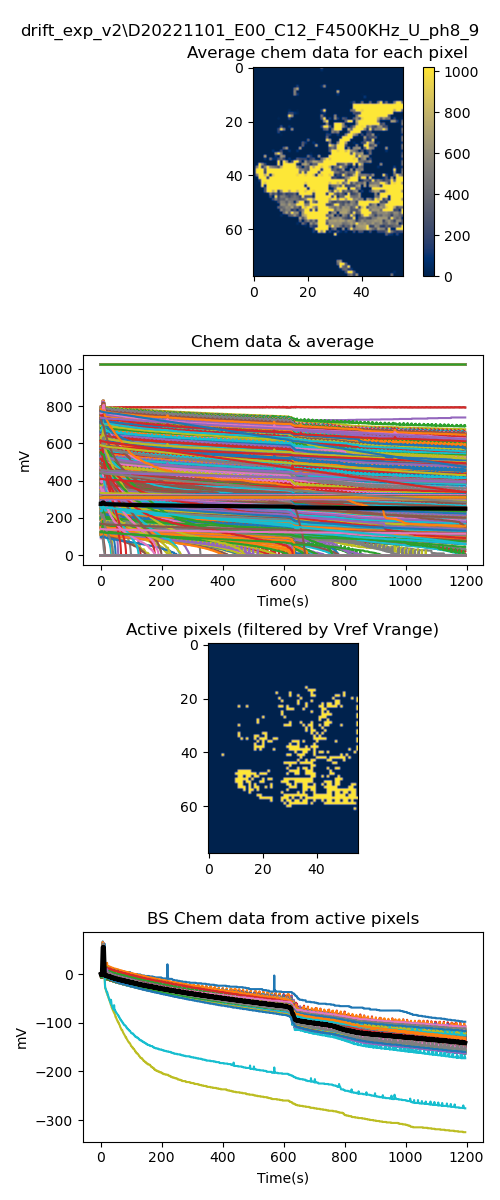 drift_exp_v2\D20221101_E00_C12_F4500KHz_U_ph8_9
Average chem data for each pixel
0
20
40
60
0 20 40
1000
800
600
400
200
0
Chem data & average
1000
800
600
400
200
0
mV
0 200 400 600 800 1000 1200
Time(s)
Active pixels (filtered by Vref Vrange)
0
20
40
60
0 20 40
BS Chem data from active pixels
0
−100
−200
−300
mV
0 200 400 600 800 1000 1200
Time(s)